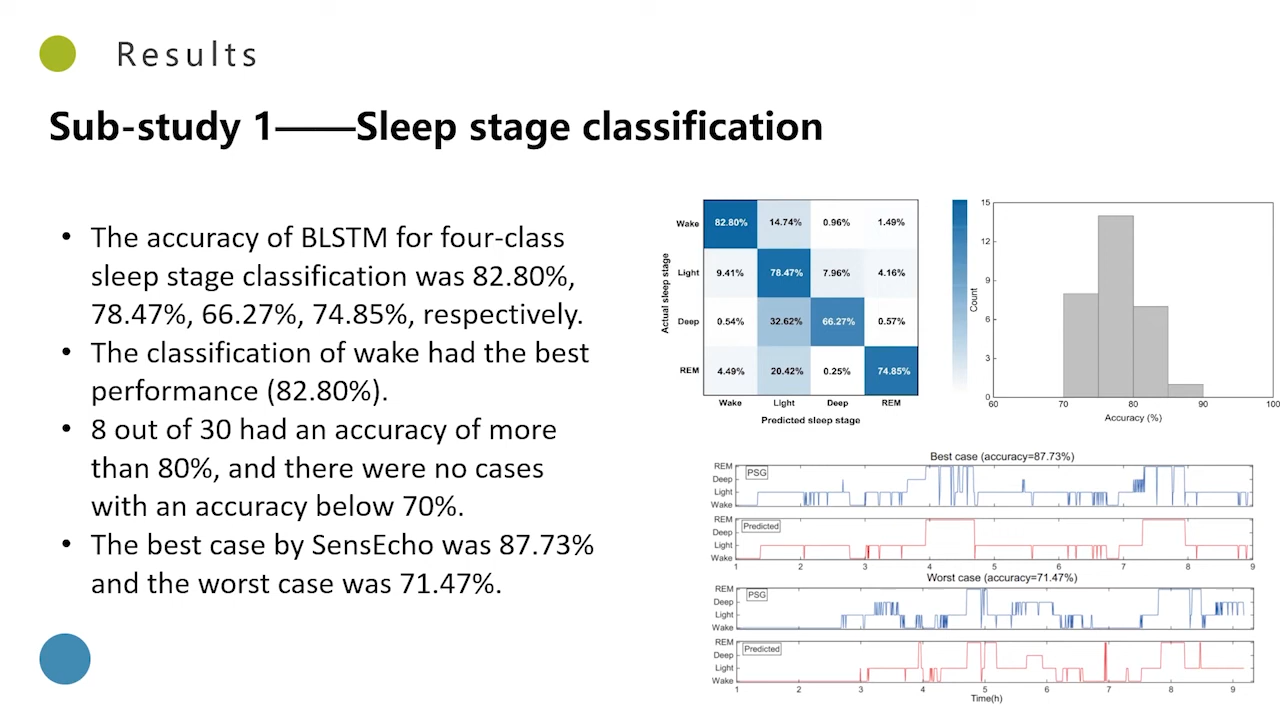 Results
Sub-study 1——Sleep stage classification
• The accuracy of BLSTM for four-class
sleep stage classification was 82.80%,
78.47%, 66.27%, 74.85%, respectively.
• The classification of wake had the best
performance (82.80%).
• 8 out of 30 had an accuracy of more
than 80%, and there were no cases
with an accuracy below 70%.
• The best case by SensEcho was 87.73%
and the worst case was 71.47%.
Actual sleep stage
Wake 82.80% 14.74% 0.96% 1.49%
Light 9.41% 78.47% 7.96% 4.16%
Deep 0.54% 32.62% 66.27% 0.57%
REM 4.49% 20.42% 0.25% 74.85%
Wake Light Deep REM
Predicted sleep stage
Count
15
12
9
6
3
0
60 70 80 90 100
Accuracy (%)
Best case (accuracy=87.73%)
PSG
REM
Deep
Light
Wake
Predicted
REM
Deep
Light
Wake
1 2 3 4 5 6 7 8 9
Worst case (accuracy=71.47%)
PSG
REM
Deep
Light
Wake
Predicted
REM
Deep
Light
Wake
1 2 3 4 5 6 7 8 9
Time(h)